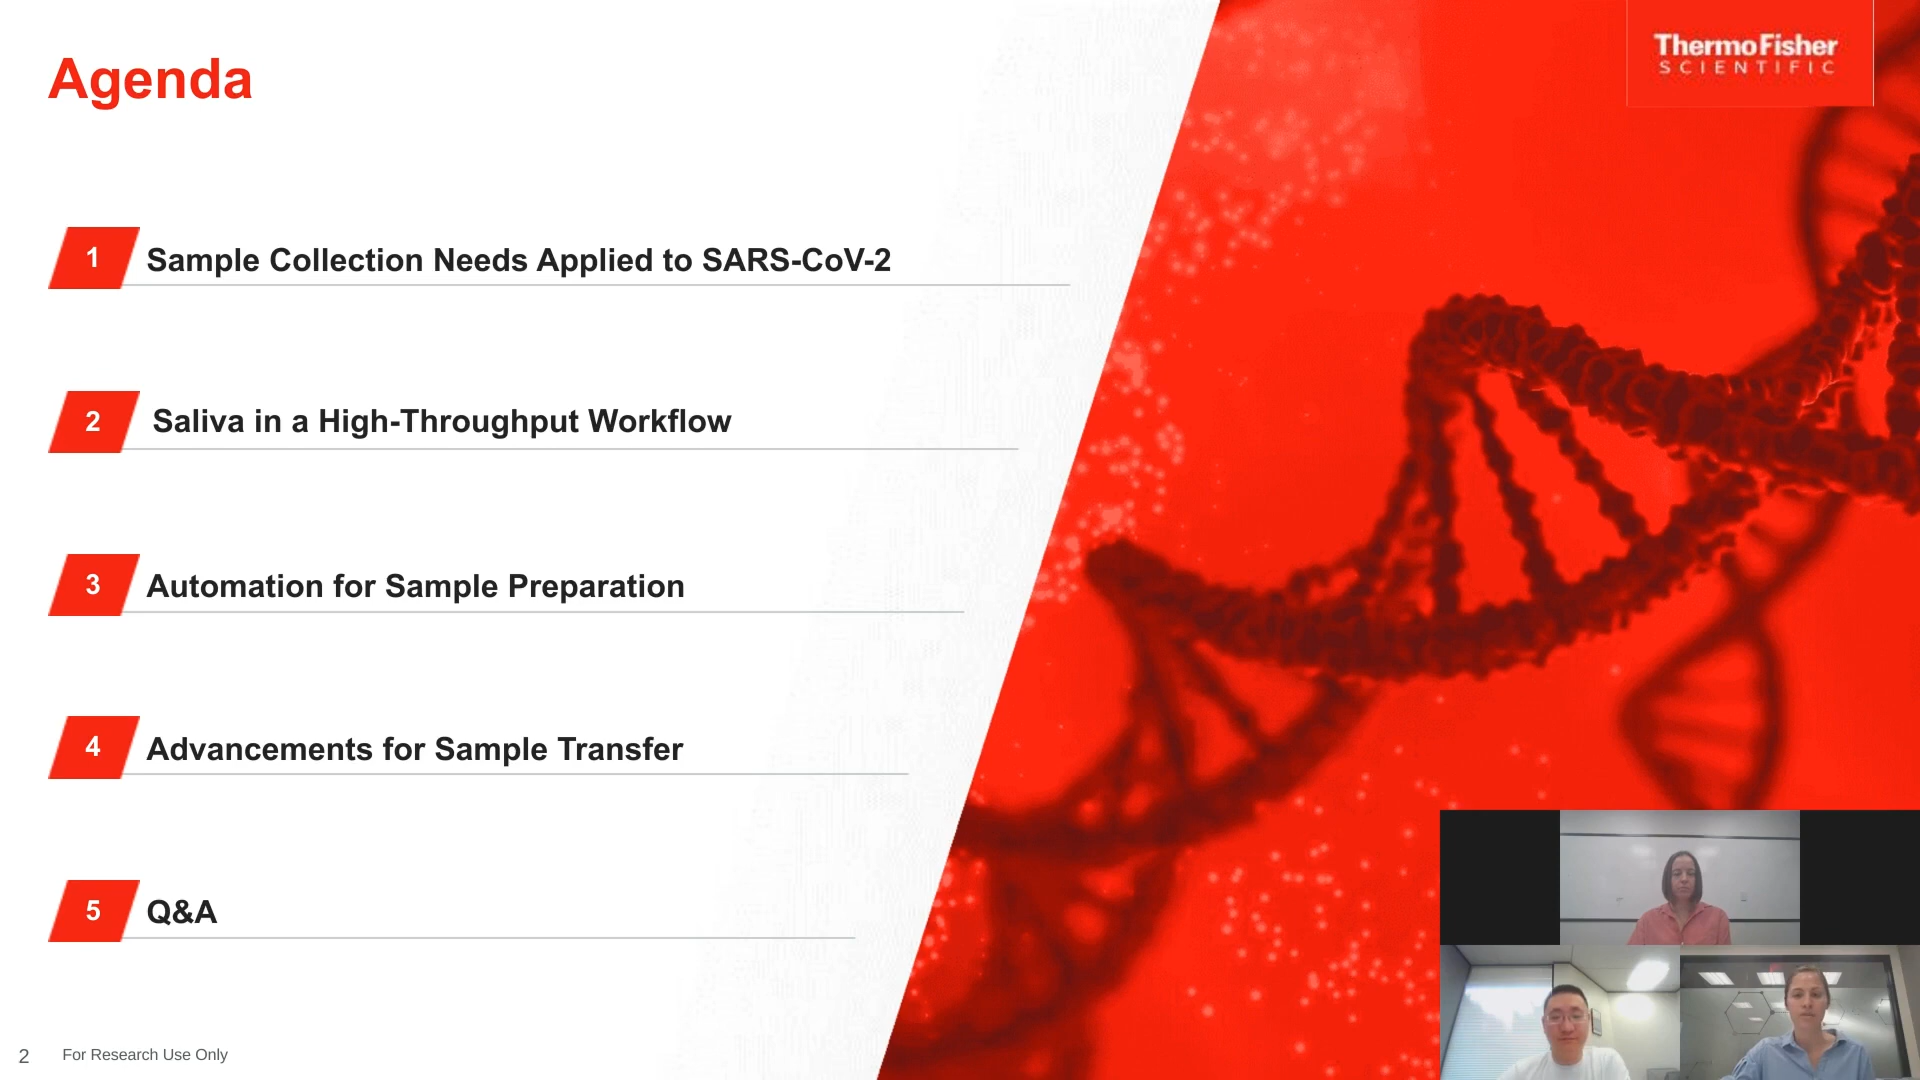 Agenda
ThermoFisher
SCIENTIFIC
1 Sample Collection Needs Applied to SARS-CoV-2
2 Saliva in a High-Throughput Workflow
3 Automation for Sample Preparation
4 Advancements for Sample Transfer
5 Q&A
2 For Research Use Only